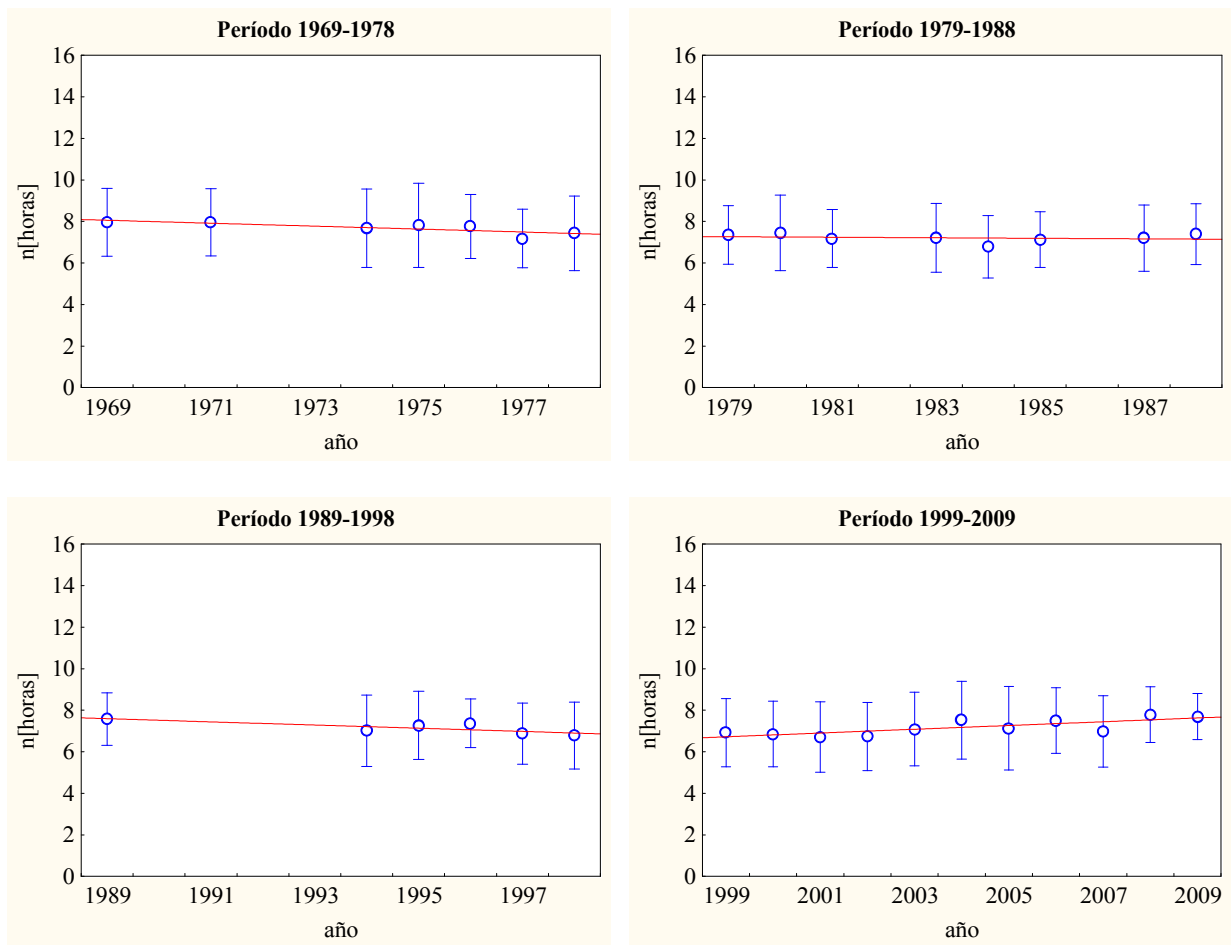 Período 1969-1978
16
14
12
10
8
6
4
2
0
n[horas]
1969 1971 1973 1975 1977
año
Período 1979-1988
16
14
12
10
8
6
4
2
0
n[horas]
1979 1981 1983 1985 1987
año
Período 1989-1998
16
14
12
10
8
6
4
2
0
n[horas]
1989 1991 1993 1995 1997
año
Período 1999-2009
16
14
12
10
8
6
4
2
0
n[horas]
1999 2001 2003 2005 2007 2009
año